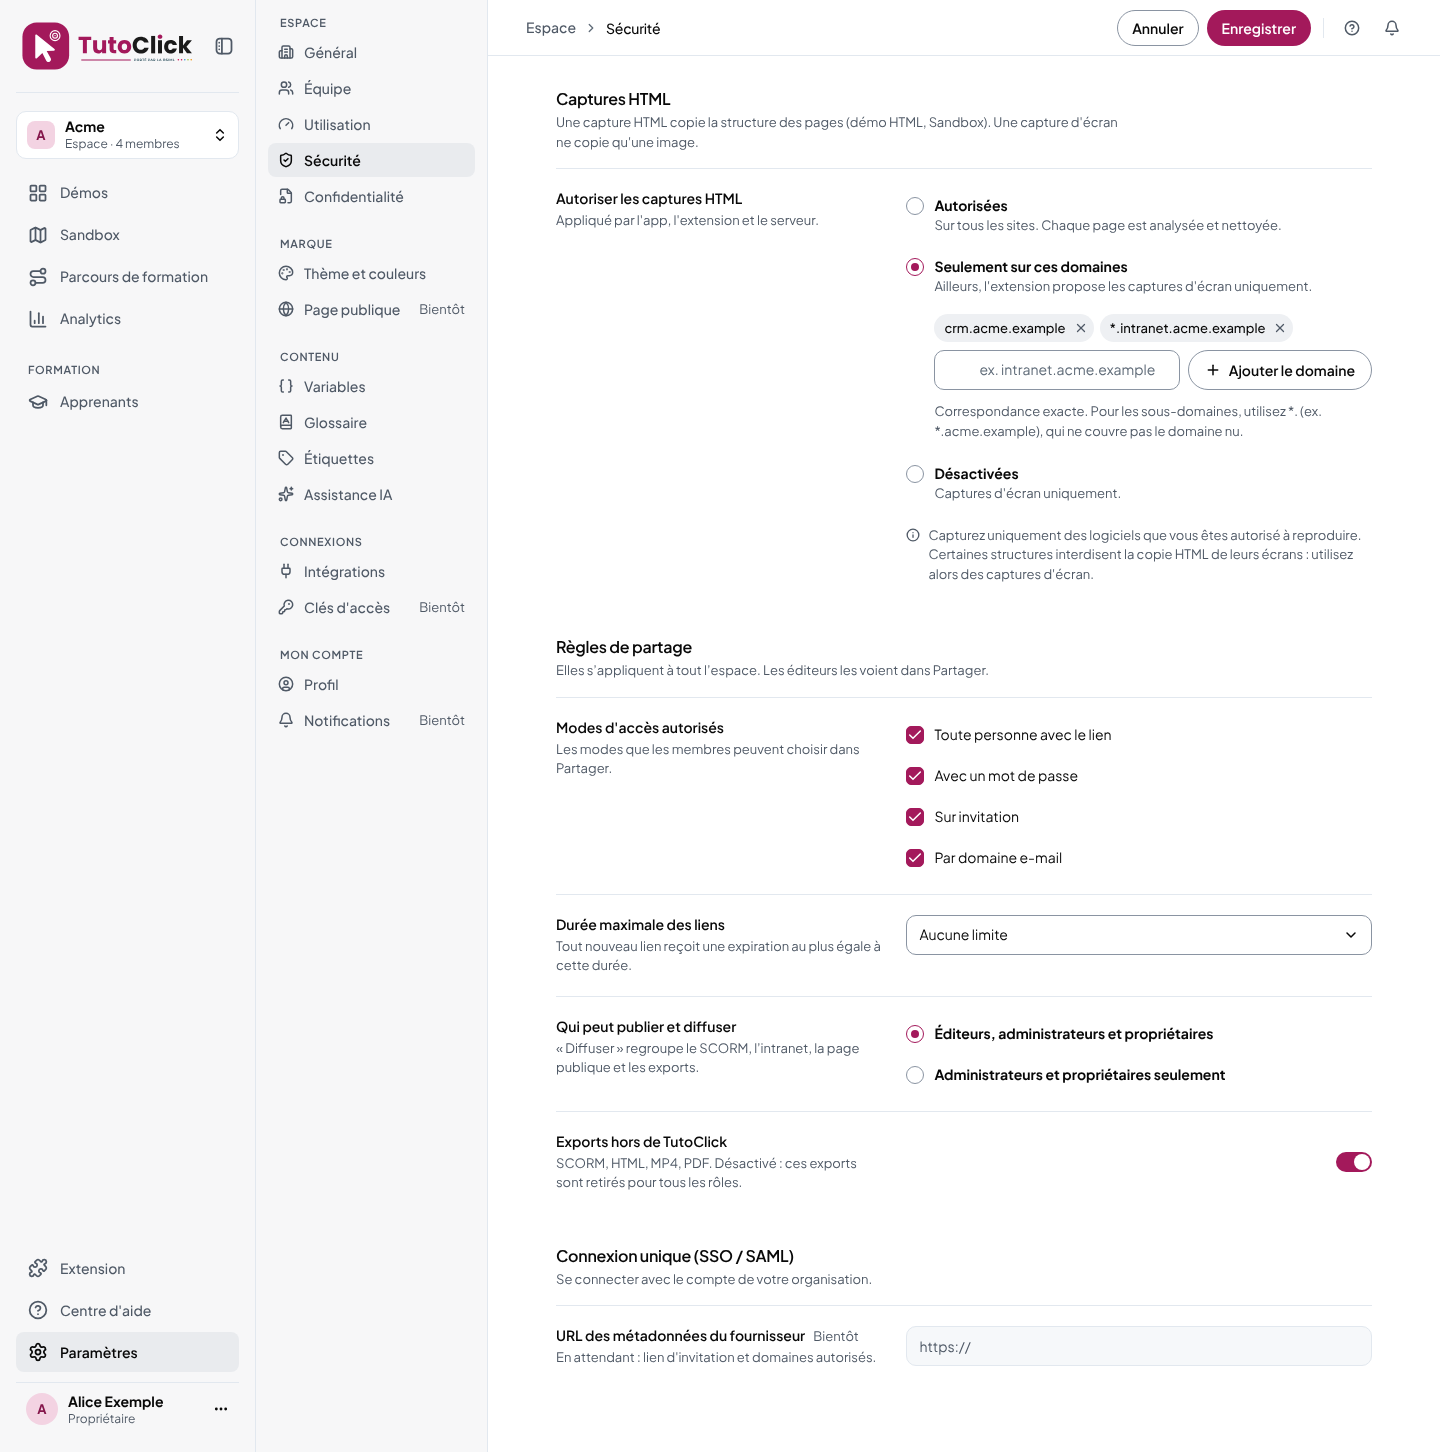 TutoClick
Acme
Espace · 4 membres
Démos
Sandbox
Parcours de formation
Analytics
FORMATION
Apprenants
Extension
Centre d'aide
Paramètres
A
Alice Exemple
Propriétaire
A
ESPACE
Général
Équipe
Utilisation
Sécurité
Confidentialité
MARQUE
Thème et couleurs
Page publique Bientôt
CONTENU
Variables
Glossaire
Étiquettes
Assistance IA
CONNEXIONS
Intégrations
Clés d'accès Bientôt
MON COMPTE
Profil
Notifications Bientôt
Espace > Sécurité
Annuler
Enregistrer
Captures HTML
Une capture HTML copie la structure des pages (démo HTML, Sandbox). Une capture d'écran
ne copie qu'une image.
Autoriser les captures HTML
Appliqué par l'app, l'extension et le serveur.
Autorisées
Sur tous les sites. Chaque page est analysée et nettoyée.
Seulement sur ces domaines
Ailleurs, l'extension propose les captures d'écran uniquement.
crm.acme.example
*.intranet.acme.example
ex. intranet.acme.example
Ajouter le domaine
Correspondance exacte. Pour les sous-domaines, utilisez *. (ex.
*.acme.example), qui ne couvre pas le domaine nu.
Désactivées
Captures d'écran uniquement.
Capturez uniquement des logiciels que vous êtes autorisé à reproduire.
Certaines structures interdisent la copie HTML de leurs écrans : utilisez
alors des captures d'écran.
Règles de partage
Elles s'appliquent à tout l'espace. Les éditeurs les voient dans Partager.
Modes d'accès autorisés
Les modes que les membres peuvent choisir dans
Partager.
Toute personne avec le lien
Avec un mot de passe
Sur invitation
Par domaine e-mail
Durée maximale des liens
Tout nouveau lien reçoit une expiration au plus égale à
cette durée.
Aucune limite
Qui peut publier et diffuser
« Diffuser » regroupe le SCORM, l'intranet, la page
publique et les exports.
Éditeurs, administrateurs et propriétaires
Administrateurs et propriétaires seulement
Exports hors de TutoClick
SCORM, HTML, MP4, PDF. Désactivé : ces exports
sont retirés pour tous les rôles.
Connexion unique (SSO / SAML)
Se connecter avec le compte de votre organisation.
URL des métadonnées du fournisseur Bientôt
En attendant : lien d'invitation et domaines autorisés.
https://